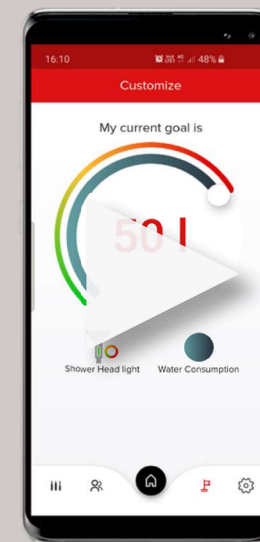 16:10 48%
Customize
My current goal is
50 l
Shower Head light Water Consumption